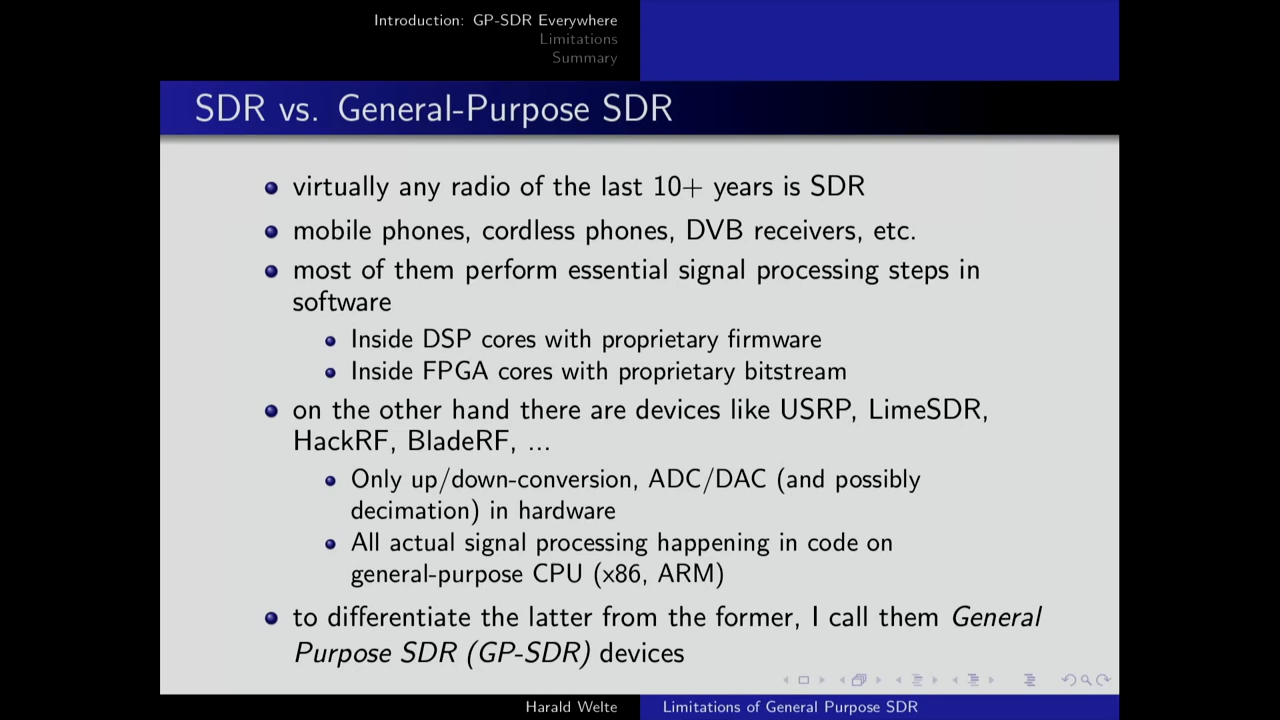 Introduction: GP-SDR Everywhere
Limitations
Summary
SDR vs. General-Purpose SDR
virtually any radio of the last 10+ years is SDR
mobile phones, cordless phones, DVB receivers, etc.
most of them perform essential signal processing steps in
software
Inside DSP cores with proprietary firmware
Inside FPGA cores with proprietary bitstream
on the other hand there are devices like USRP, LimeSDR,
HackRF, BladeRF, ...
Only up/down-conversion, ADC/DAC (and possibly
decimation) in hardware
All actual signal processing happening in code on
general-purpose CPU (x86, ARM)
to differentiate the latter from the former, I call them General
Purpose SDR (GP-SDR) devices
Harald Welte
Limitations of General Purpose SDR